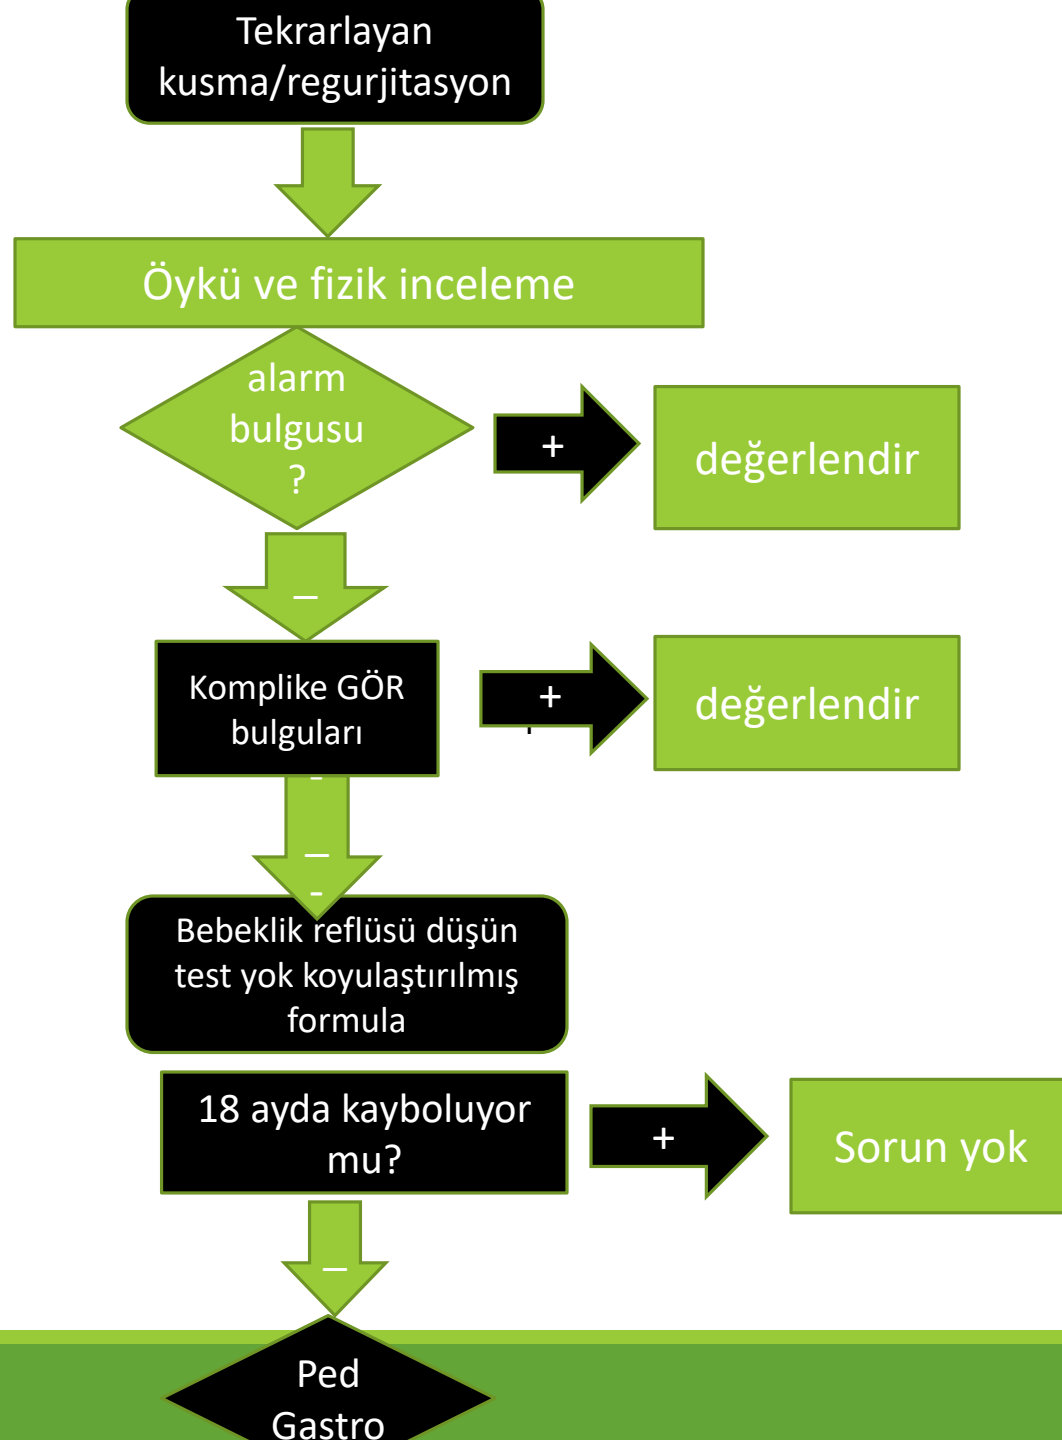 Tekrarlayan
kusma/regurjitasyon
Öykü ve fizik inceleme
alarm
bulgusu
?
+
değerlendir
–
Komplike GÖR
bulguları
+
değerlendir
-
–
-
Bebeklik reflüsü düşün
test yok koyulaştırılmış
formula
18 ayda kayboluyor
mu?
+
Sorun yok
–
Ped
Gastro